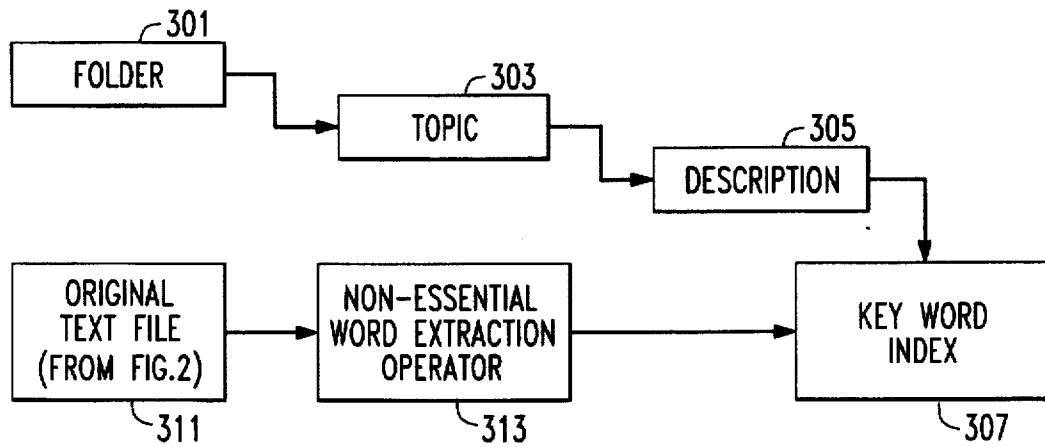 301
FOLDER
303
TOPIC
305
DESCRIPTION
ORIGINAL
TEXT FILE
(FROM FIG.2)
311
NON-ESSENTIAL
WORD EXTRACTION
OPERATOR
313
KEY WORD
INDEX
307